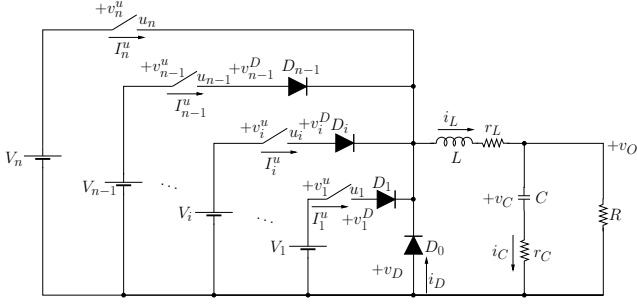 +v_n^u u_n
I_n^u
+v_{n-1}^u u_{n-1} +v_{n-1}^D D_{n-1}
I_{n-1}^u
+v_i^u u_i +v_i^D D_i
I_i^u
i_L r_L
L
+v_O
V_n
V_{n-1}
...
V_i
...
V_1
+v_1^u u_1 D_1
I_1^u +v_1^D
+v_C C
R
D_0
+v_D i_D
i_C r_C